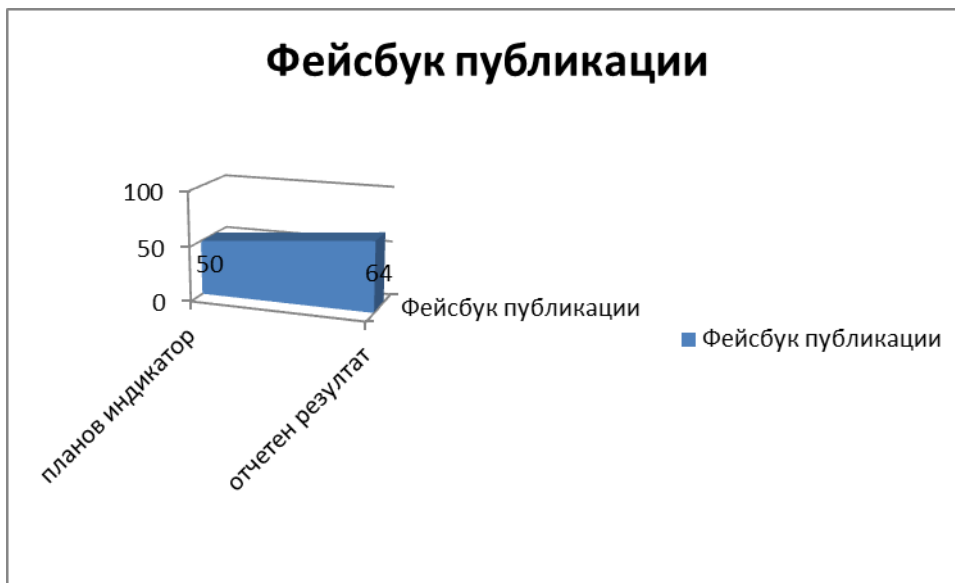 Фейсбук публикации
100
50
0
50
64
планов индикатор
отчетен резултат
Фейсбук публикации
Фейсбук публикации